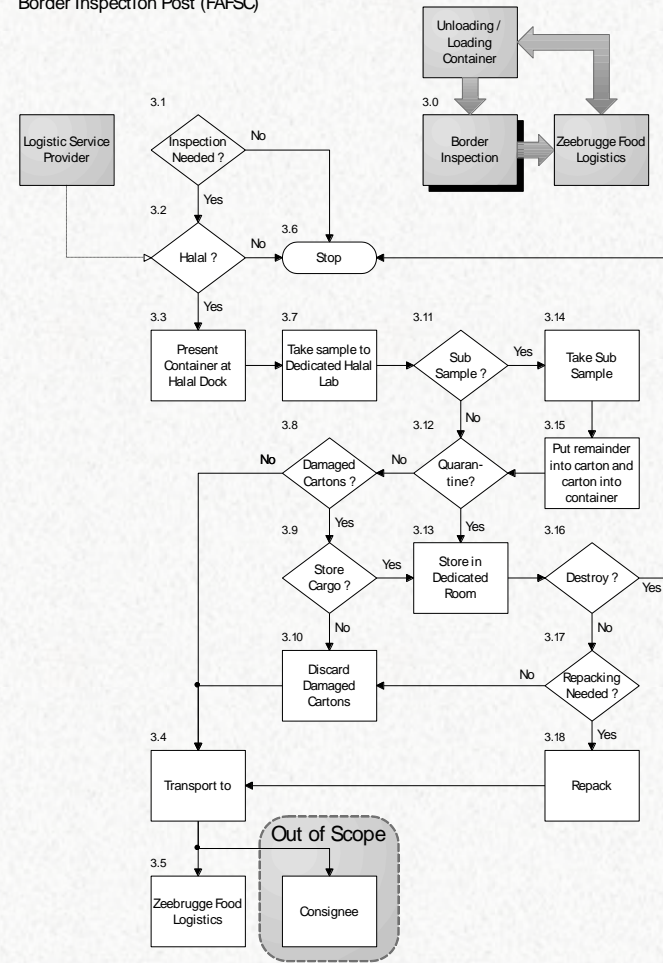 Border Inspection Post (FAFSC)
Unloading /
Loading
Container
3.0
Border
Inspection
Zeebrugge Food
Logistics
Logistic Service
Provider
3.1
Inspection
Needed ?
No
Yes
3.2
Halal ?
No
Yes
3.6
Stop
3.3
Present
Container at
Halal Dock
3.7
Take sample to
Dedicated Halal
Lab
3.11
Sub
Sample ?
Yes
No
3.14
Take Sub
Sample
3.8
Damaged
Cartons ?
No
Yes
3.12
Quaran-
tine?
No
Yes
3.15
Put remainder
into carton and
carton into
container
3.9
Store
Cargo ?
Yes
No
3.13
Store in
Dedicated
Room
3.16
Destroy ?
Yes
No
3.10
Discard
Damaged
Cartons
3.17
Repacking
Needed ?
No
Yes
3.4
Transport to
3.18
Repack
Out of Scope
3.5
Zeebrugge Food
Logistics
Consignee